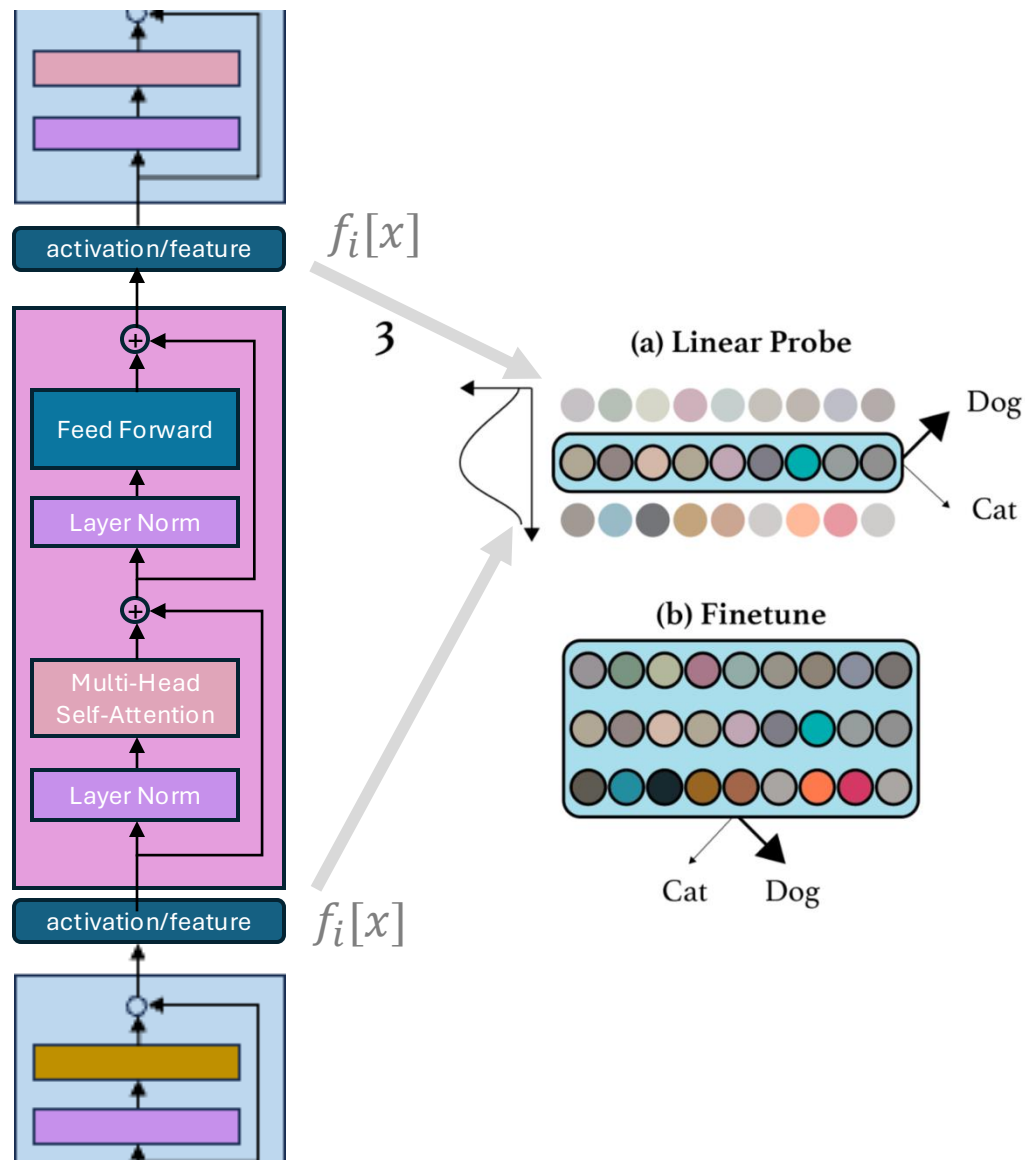 activation/feature
f_i[x]
3
(a) Linear Probe
Dog
Cat
+
Feed Forward
Layer Norm
+
Multi-Head
Self-Attention
Layer Norm
(b) Finetune
Cat Dog
activation/feature
f_i[x]